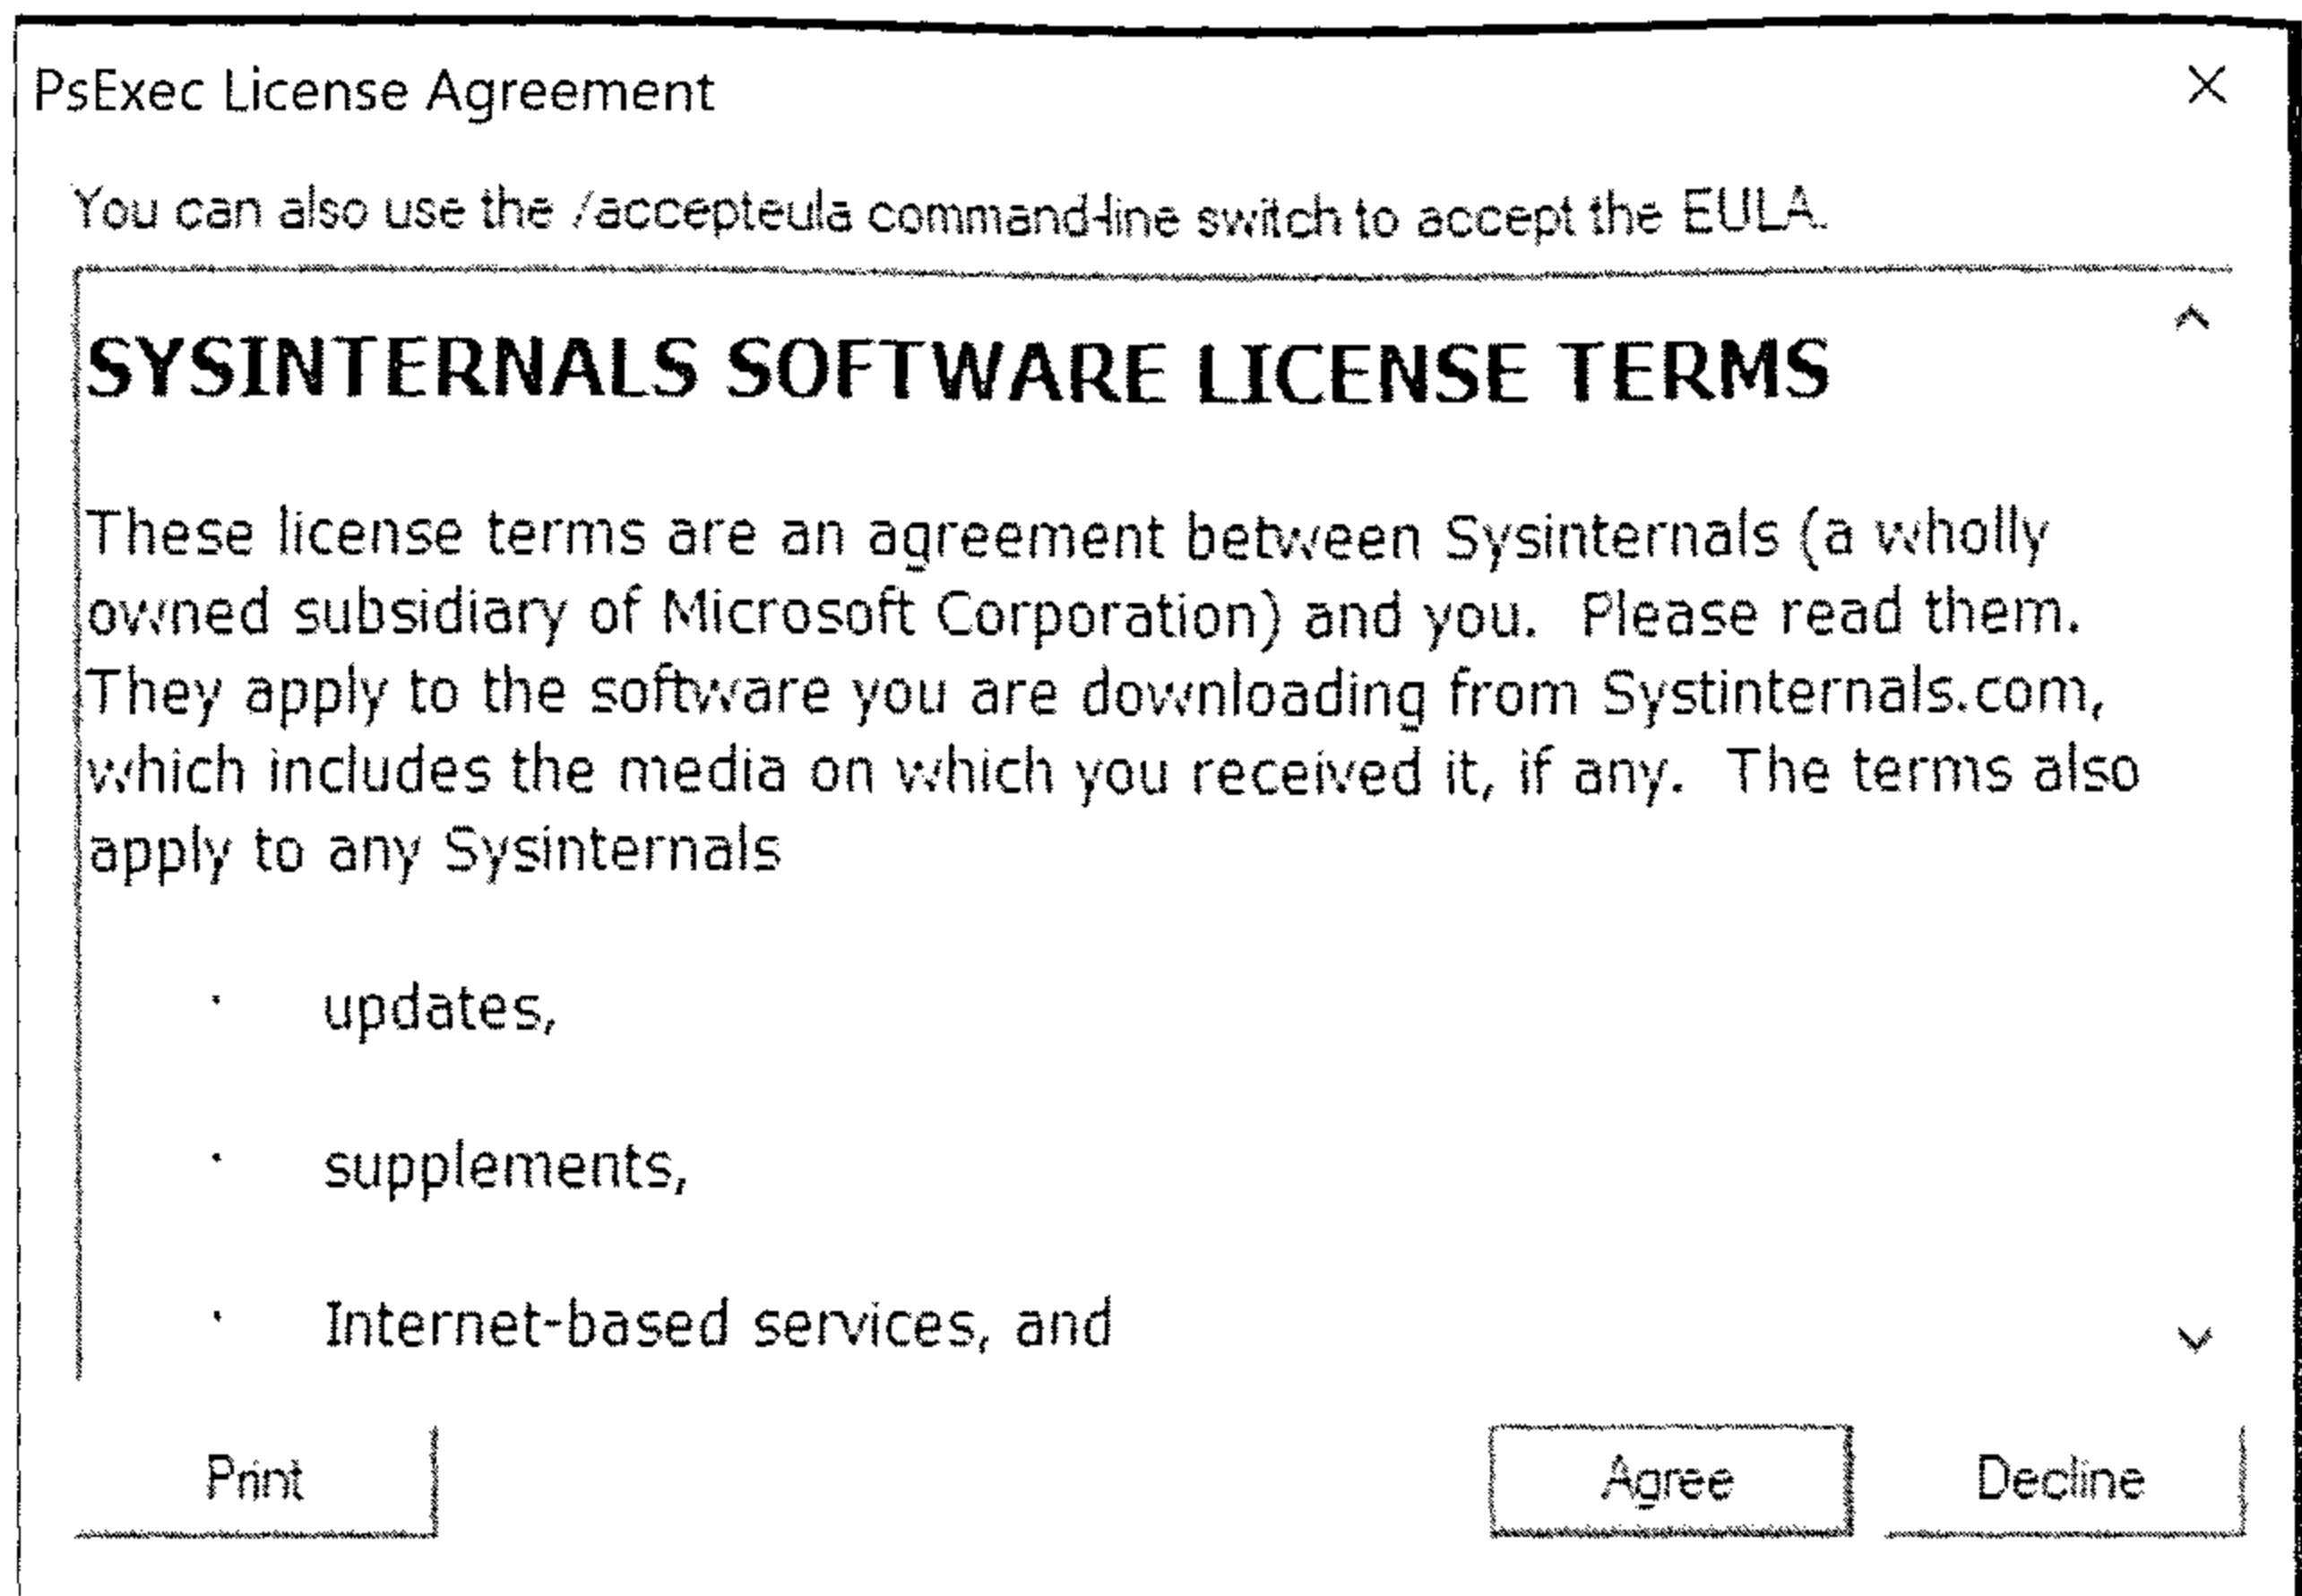 PsExec License Agreement
You can also use the /accepteula command-line switch to accept the EULA.
SYSINTERNALS SOFTWARE LICENSE TERMS
These license terms are an agreement between Sysinternals (a wholly
owned subsidiary of Microsoft Corporation) and you.  Please read them.
They apply to the software you are downloading from Systinternals.com,
which includes the media on which you received it, if any.  The terms also
apply to any Sysinternals
· updates,
· supplements,
· Internet-based services, and
Print Agree Decline